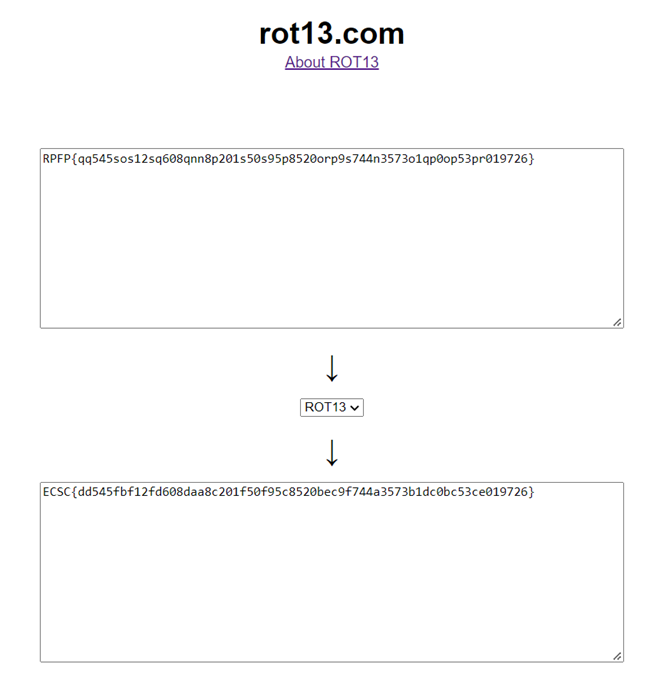 rot13.com
About ROT13
RPFP{qq545sos12sq608qnn8p201s50s95p8520orp9s744n3573o1qp0op53pr019726}
↓
ROT13
↓
ECSC{dd545fbf12fd608daa8c201f50f95c8520bec9f744a3573b1dc0bc53ce019726}